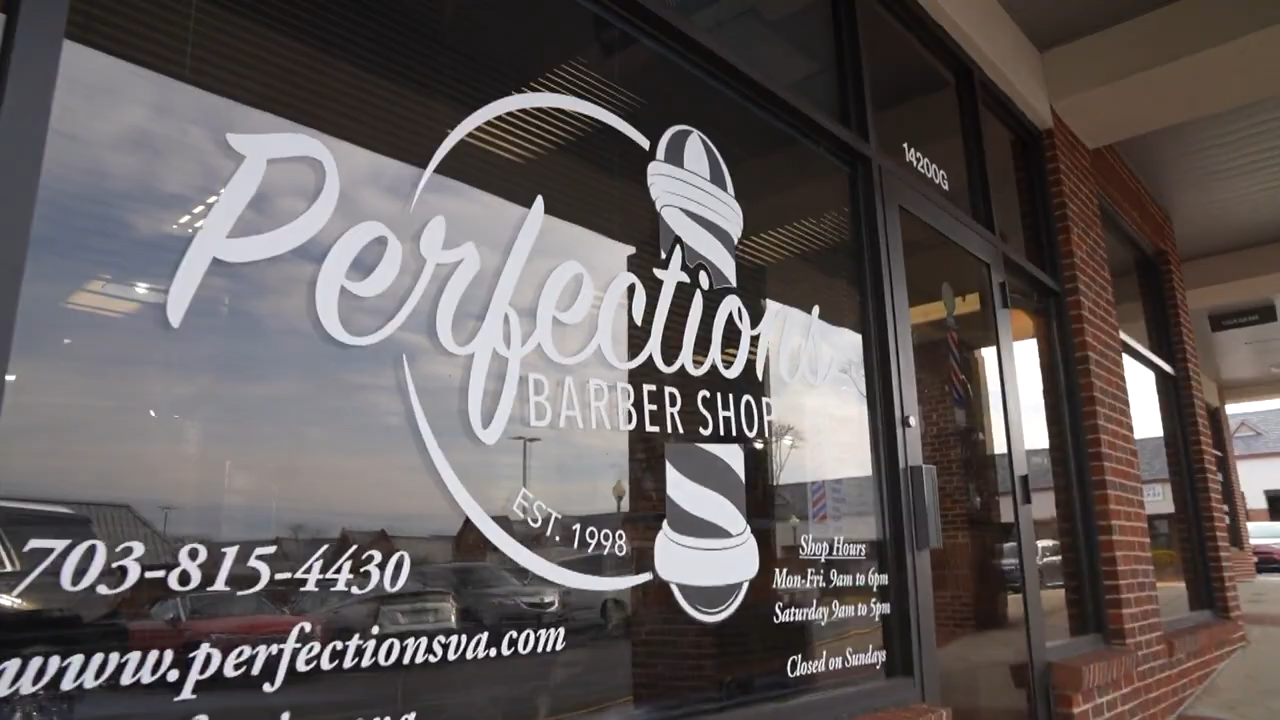 14200G
Perfections
BARBER SHOP
EST. 1998
703-815-4430
www.perfectionsva.com
Shop Hours
Mon-Fri. 9am to 6pm
Saturday 9am to 5pm
Closed on Sundays